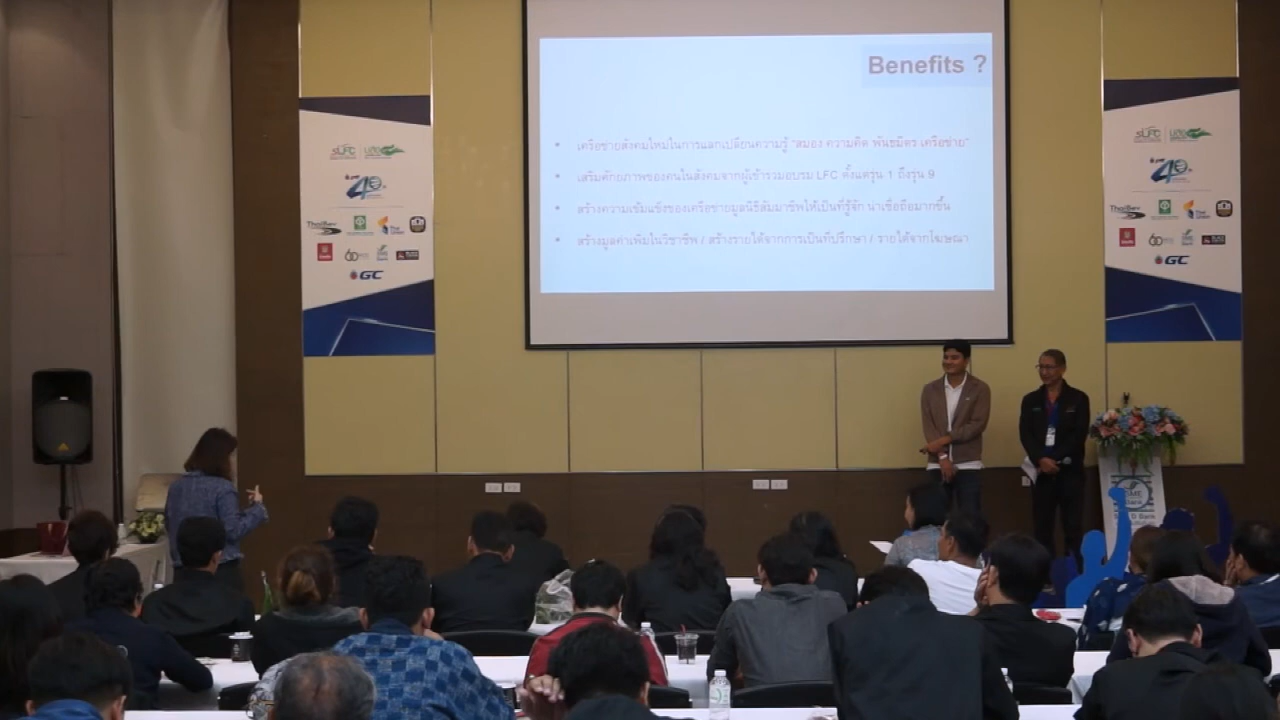 Benefits ?
• เครือข่ายสังคมใหม่ในการแลกเปลี่ยนความรู้ "สมอง ความคิด พันธมิตร เครือข่าย"
• เสริมศักยภาพของคนในสังคมจากผู้เข้าร่วมอบรม LFC ตั้งแต่รุ่น 1 ถึงรุ่น 9
• สร้างความเข้มแข็งของเครือข่ายมูลนิธิสัมมาชีพให้เป็นที่รู้จัก น่าเชื่อถือมากขึ้น
• สร้างมูลค่าเพิ่มในวิชาชีพ / สร้างรายได้จากการเป็นที่ปรึกษา / รายได้จากโฆษณา
SLFC
40
ThaiBev
60
GC
SLFC
40
ThaiBev
60
GC
SME
Bank